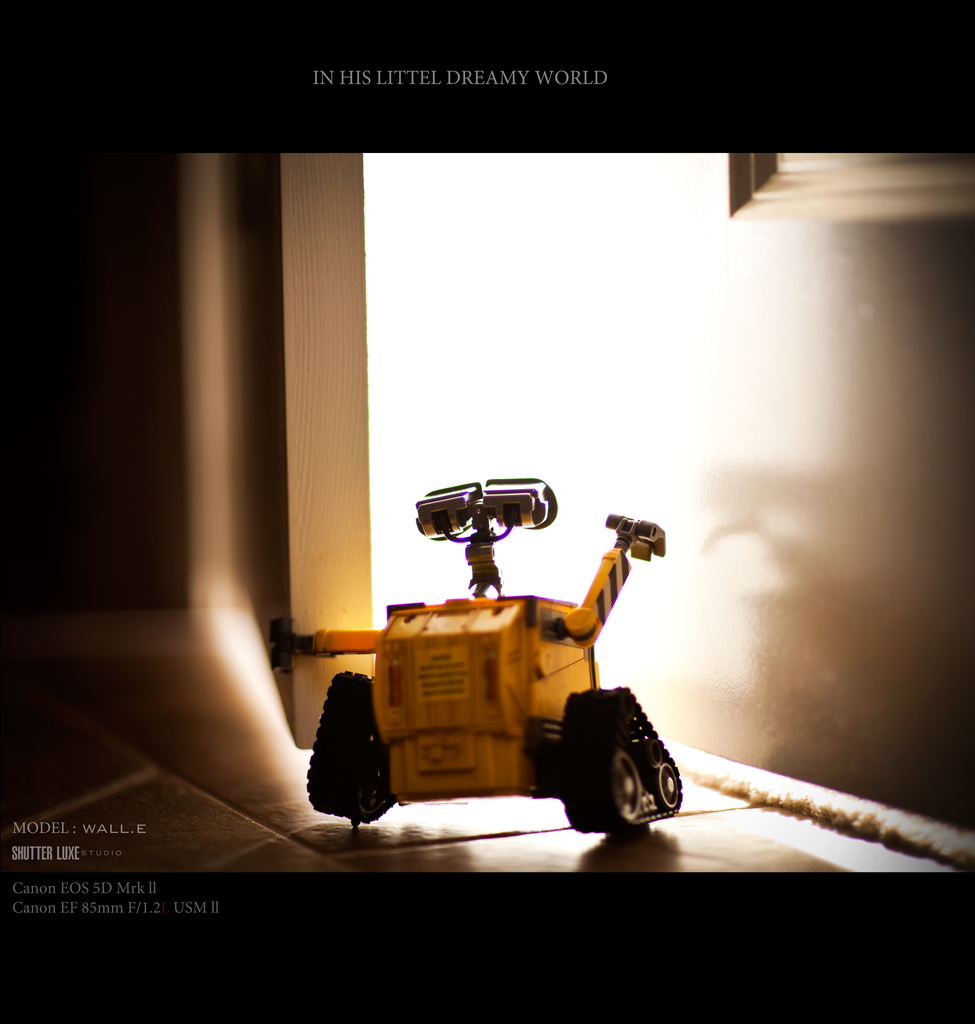 IN HIS LITTEL DREAMY WORLD
MODEL : WALL.E
SHUTTER LUXE STUDIO
Canon EOS 5D Mrk ll
Canon EF 85mm F/1.2L USM ll